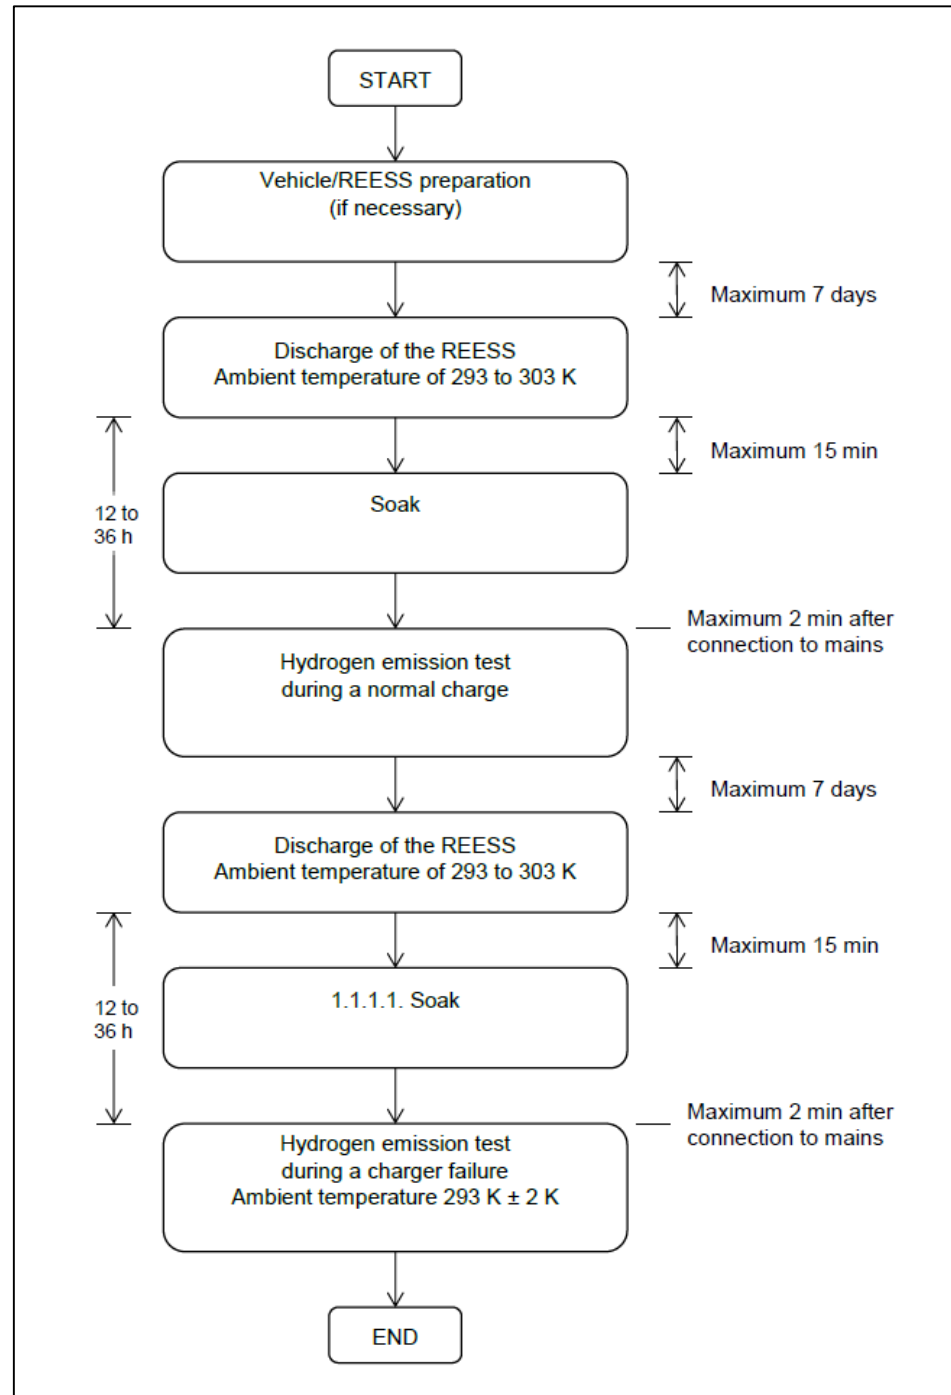 START
Vehicle/REESS preparation
(if necessary)
Maximum 7 days
Discharge of the REESS
Ambient temperature of 293 to 303 K
Maximum 15 min
12 to
36 h
Soak
Maximum 2 min after
connection to mains
Hydrogen emission test
during a normal charge
Maximum 7 days
Discharge of the REESS
Ambient temperature of 293 to 303 K
Maximum 15 min
12 to
36 h
1.1.1.1. Soak
Maximum 2 min after
connection to mains
Hydrogen emission test
during a charger failure
Ambient temperature 293 K ± 2 K
END